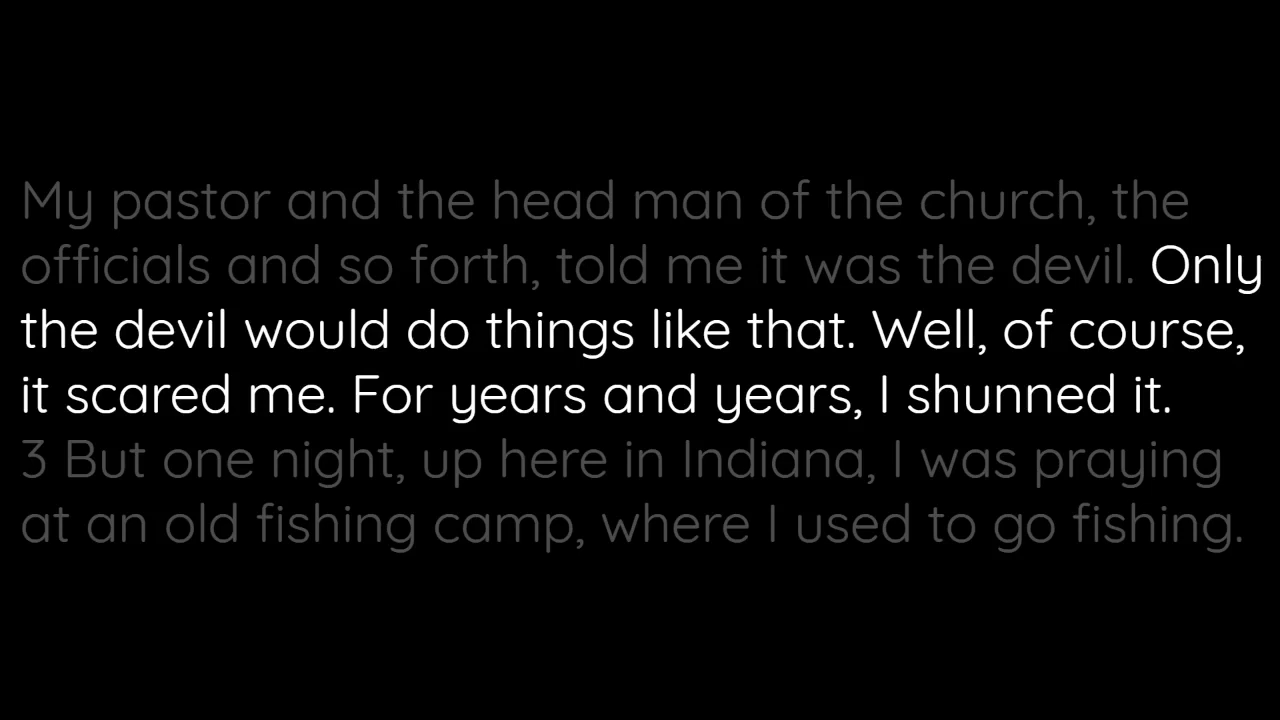 My pastor and the head man of the church, the
officials and so forth, told me it was the devil. Only
the devil would do things like that. Well, of course,
it scared me. For years and years, I shunned it.
3 But one night, up here in Indiana, I was praying
at an old fishing camp, where I used to go fishing.